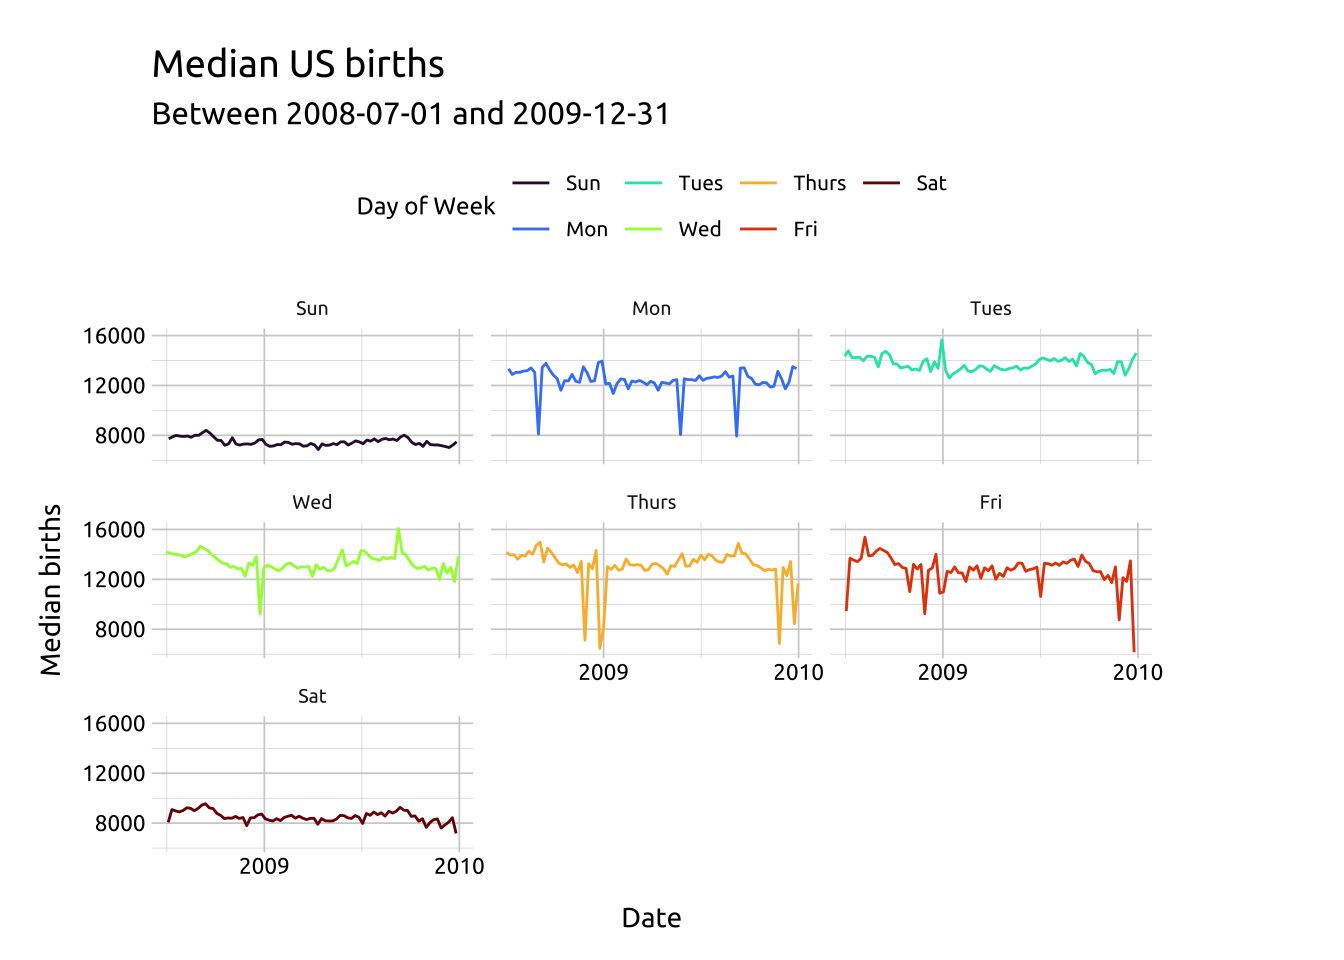 Median US births
Between 2008-07-01 and 2009-12-31
Day of Week
Sun Tues Thurs Sat
Mon Wed Fri
Sun Mon Tues
16000
12000
8000
Wed Thurs Fri
16000
12000
8000
2009 2010 2009 2010
Sat
16000
12000
8000
2009 2010
Median births
Date